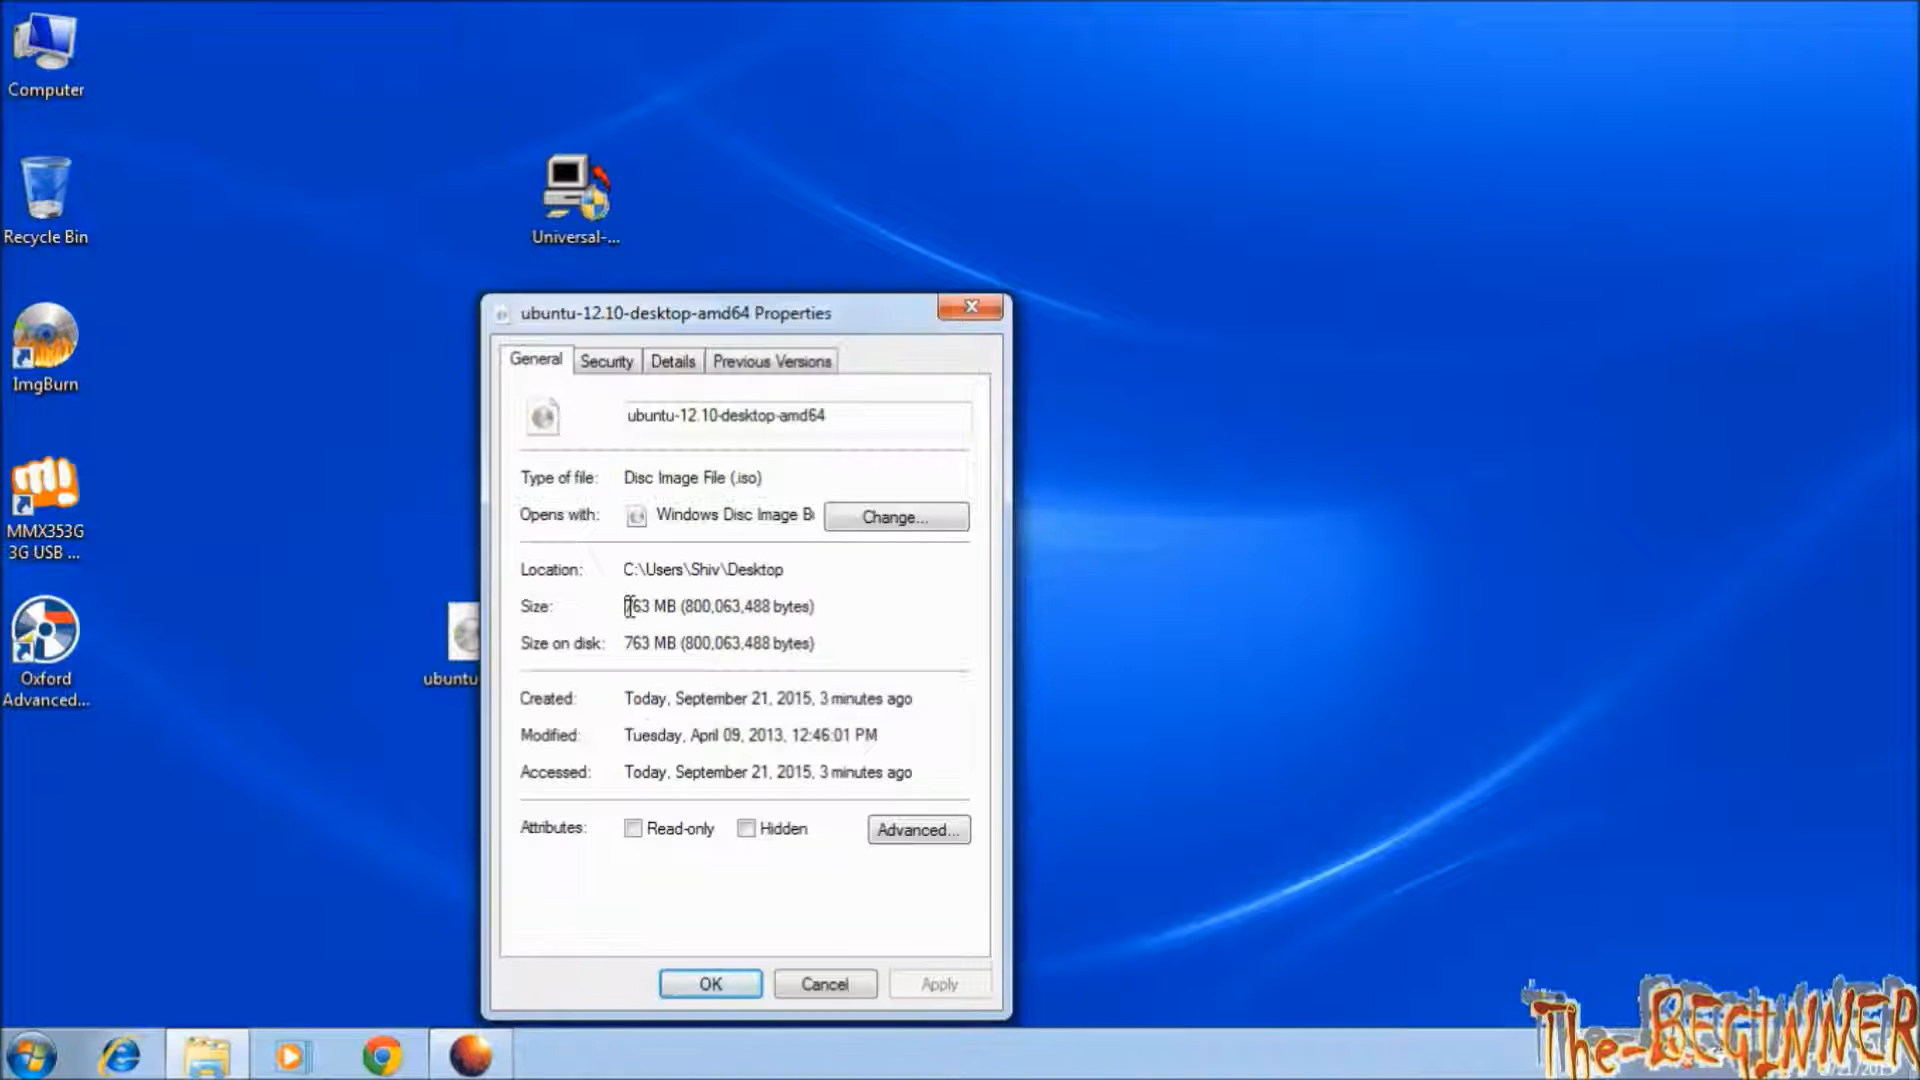 Computer
Recycle Bin
ImgBurn
MMX353G
3G USB ...
Oxford
Advanced...
Universal-...
ubuntu
ubuntu-12.10-desktop-amd64 Properties
General Security Details Previous Versions
ubuntu-12.10-desktop-amd64
Type of file: Disc Image File (.iso)
Opens with: Windows Disc Image Change...
Location: C:\Users\Shiv\Desktop
Size: 763 MB (800,063,488 bytes)
Size on disk: 763 MB (800,063,488 bytes)
Created: Today, September 21, 2015, 3 minutes ago
Modified: Tuesday, April 09, 2013, 12:46:01 PM
Accessed: Today, September 21, 2015, 3 minutes ago
Attributes: Read-only Hidden Advanced...
OK Cancel Apply
The-BEGINNER